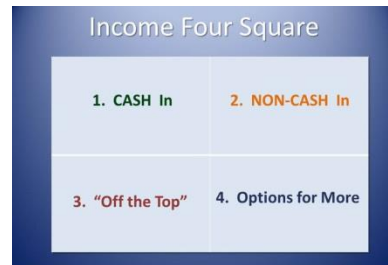 Income Four Square
1. CASH In
2. NON-CASH In
3. “Off the Top”
4. Options for More